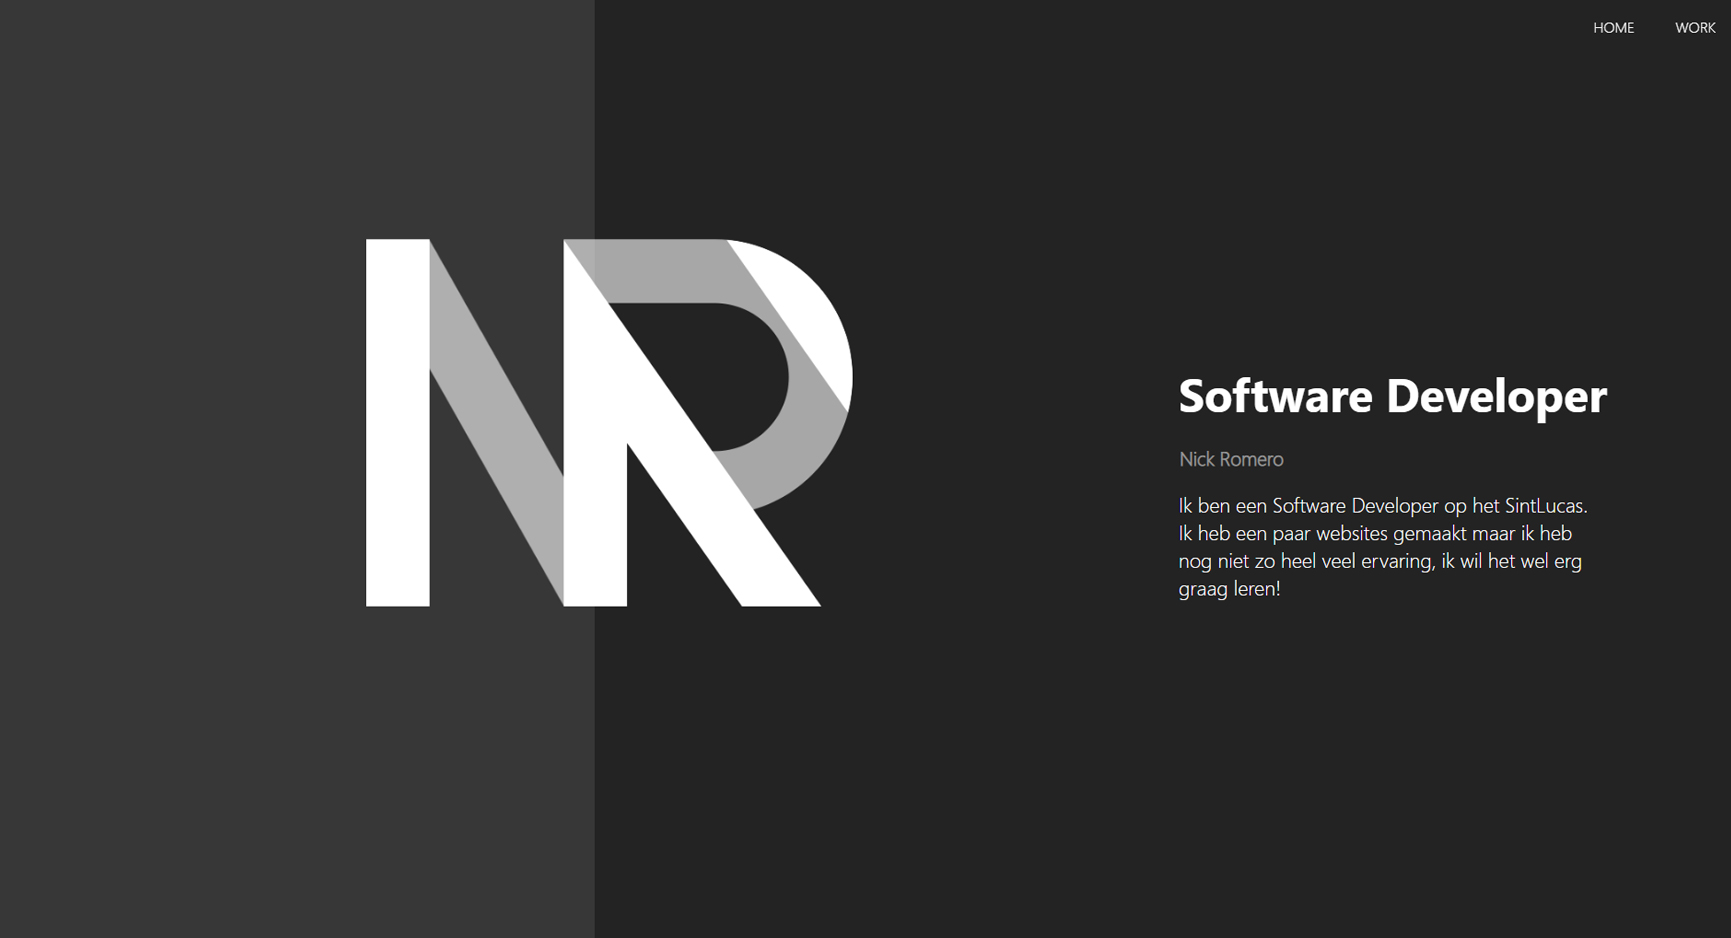 HOME WORK
NR
Software Developer
Nick Romero
Ik ben een Software Developer op het SintLucas.
Ik heb een paar websites gemaakt maar ik heb
nog niet zo heel veel ervaring, ik wil het wel erg
graag leren!